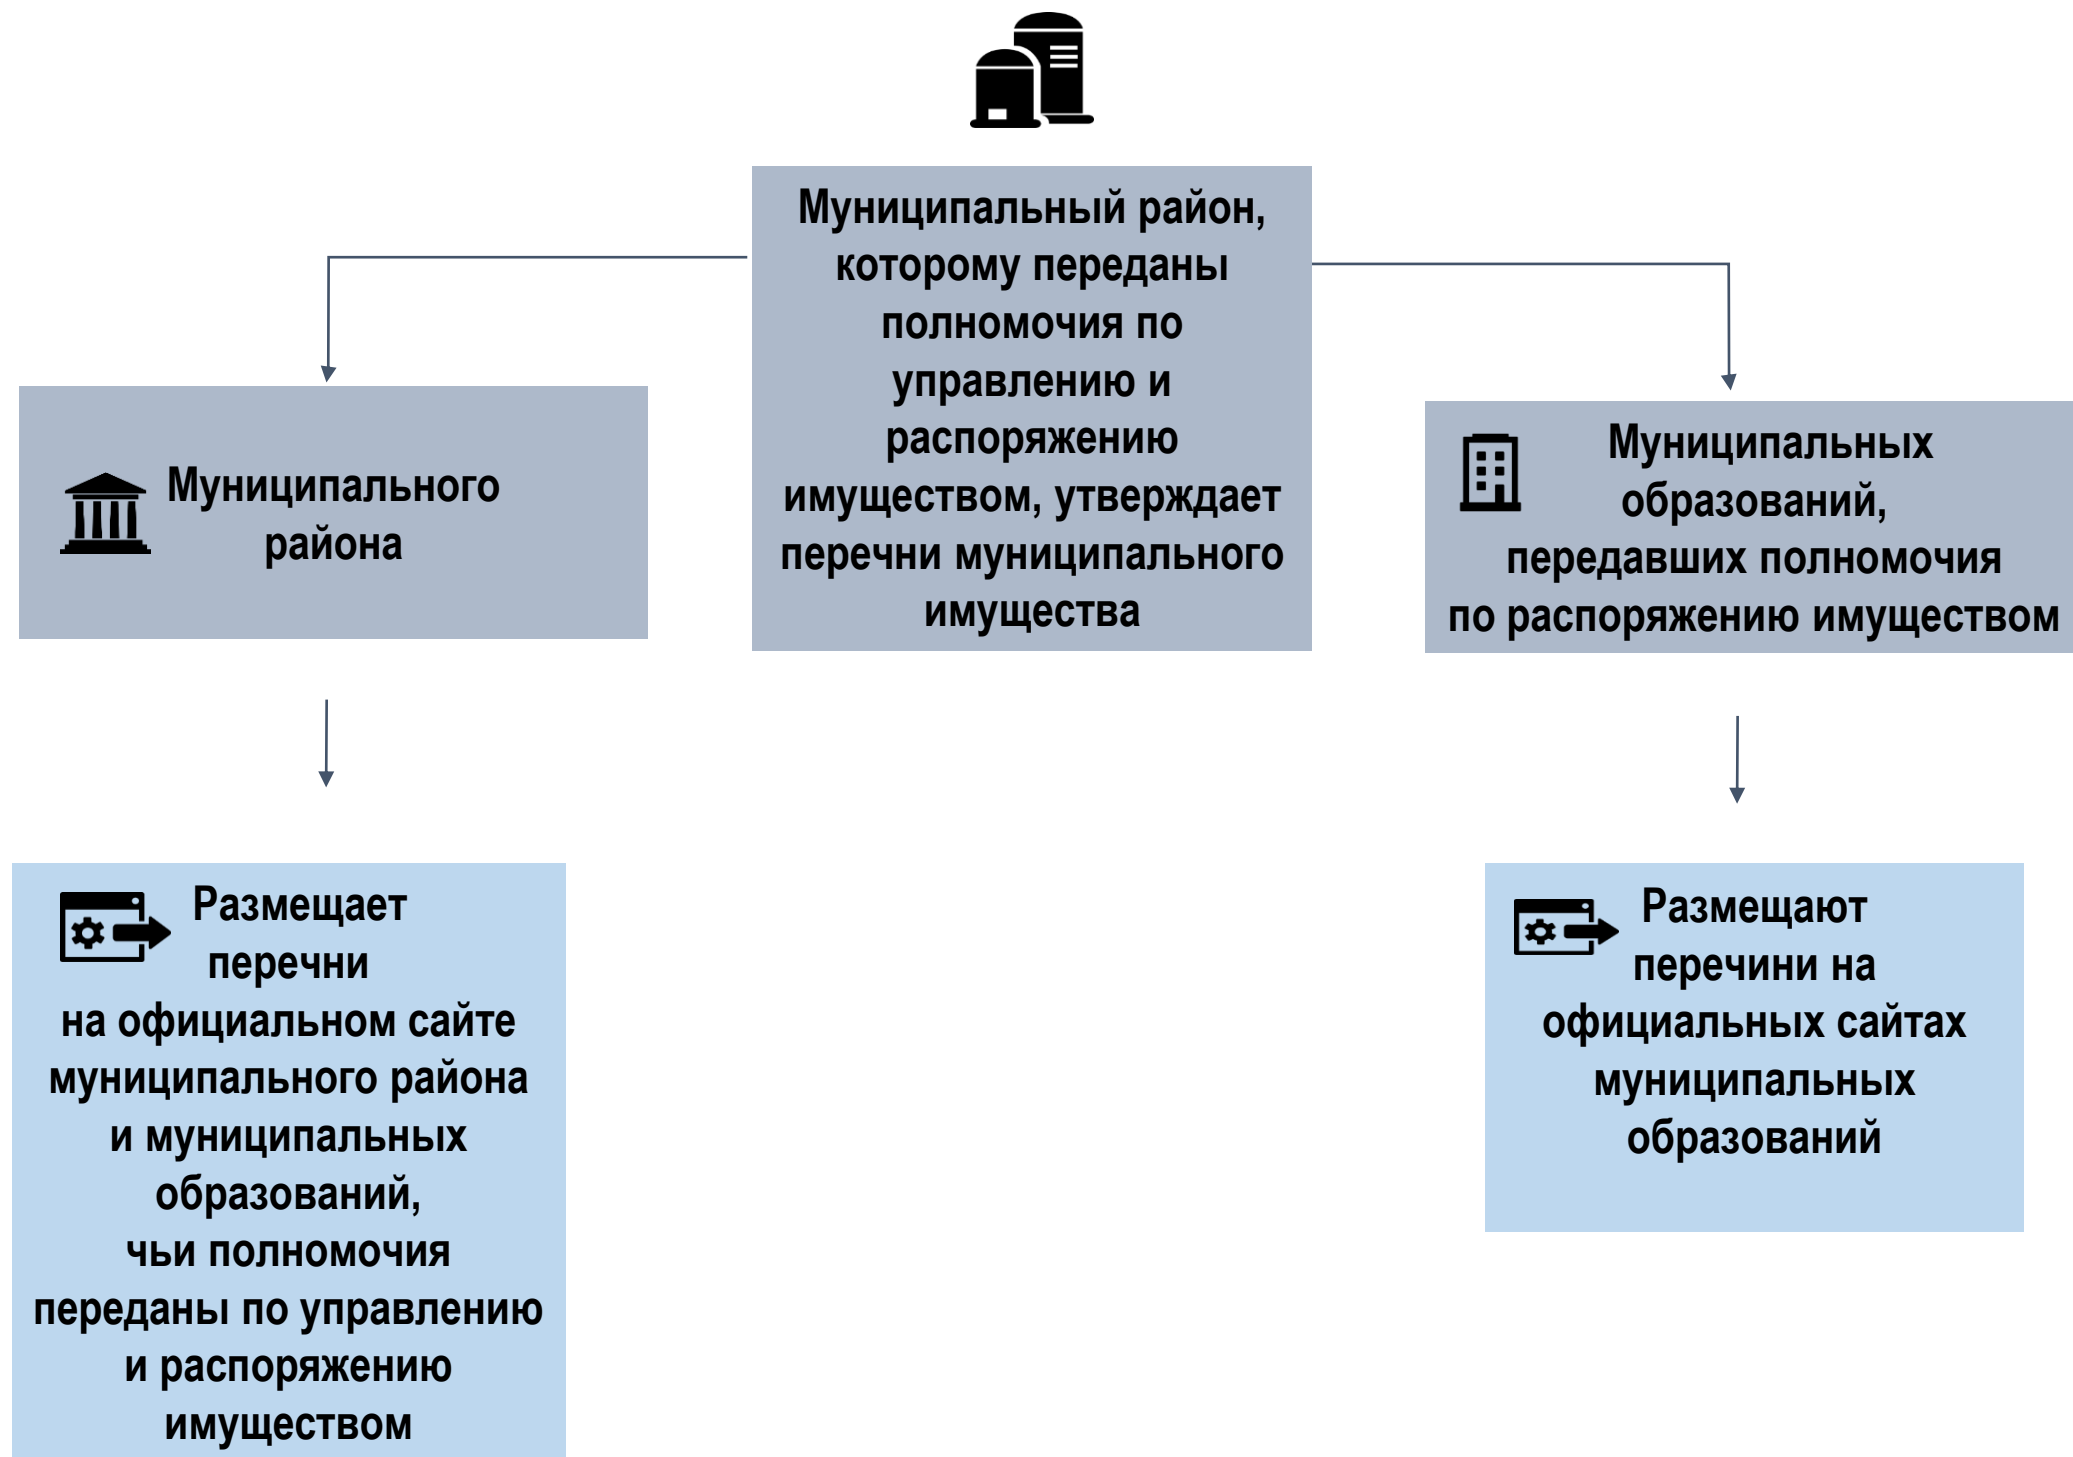 Муниципальный район,
которому переданы
полномочия по
управлению и
распоряжению
имуществом, утверждает
перечни муниципального
имущества
Муниципального
района
Муниципальных
образований,
передавших полномочия
по распоряжению имуществом
Размещает
перечни
на официальном сайте
муниципального района
и муниципальных
образований,
чьи полномочия
переданы по управлению
и распоряжению
имуществом
Размещают
перечини на
официальных сайтах
муниципальных
образований